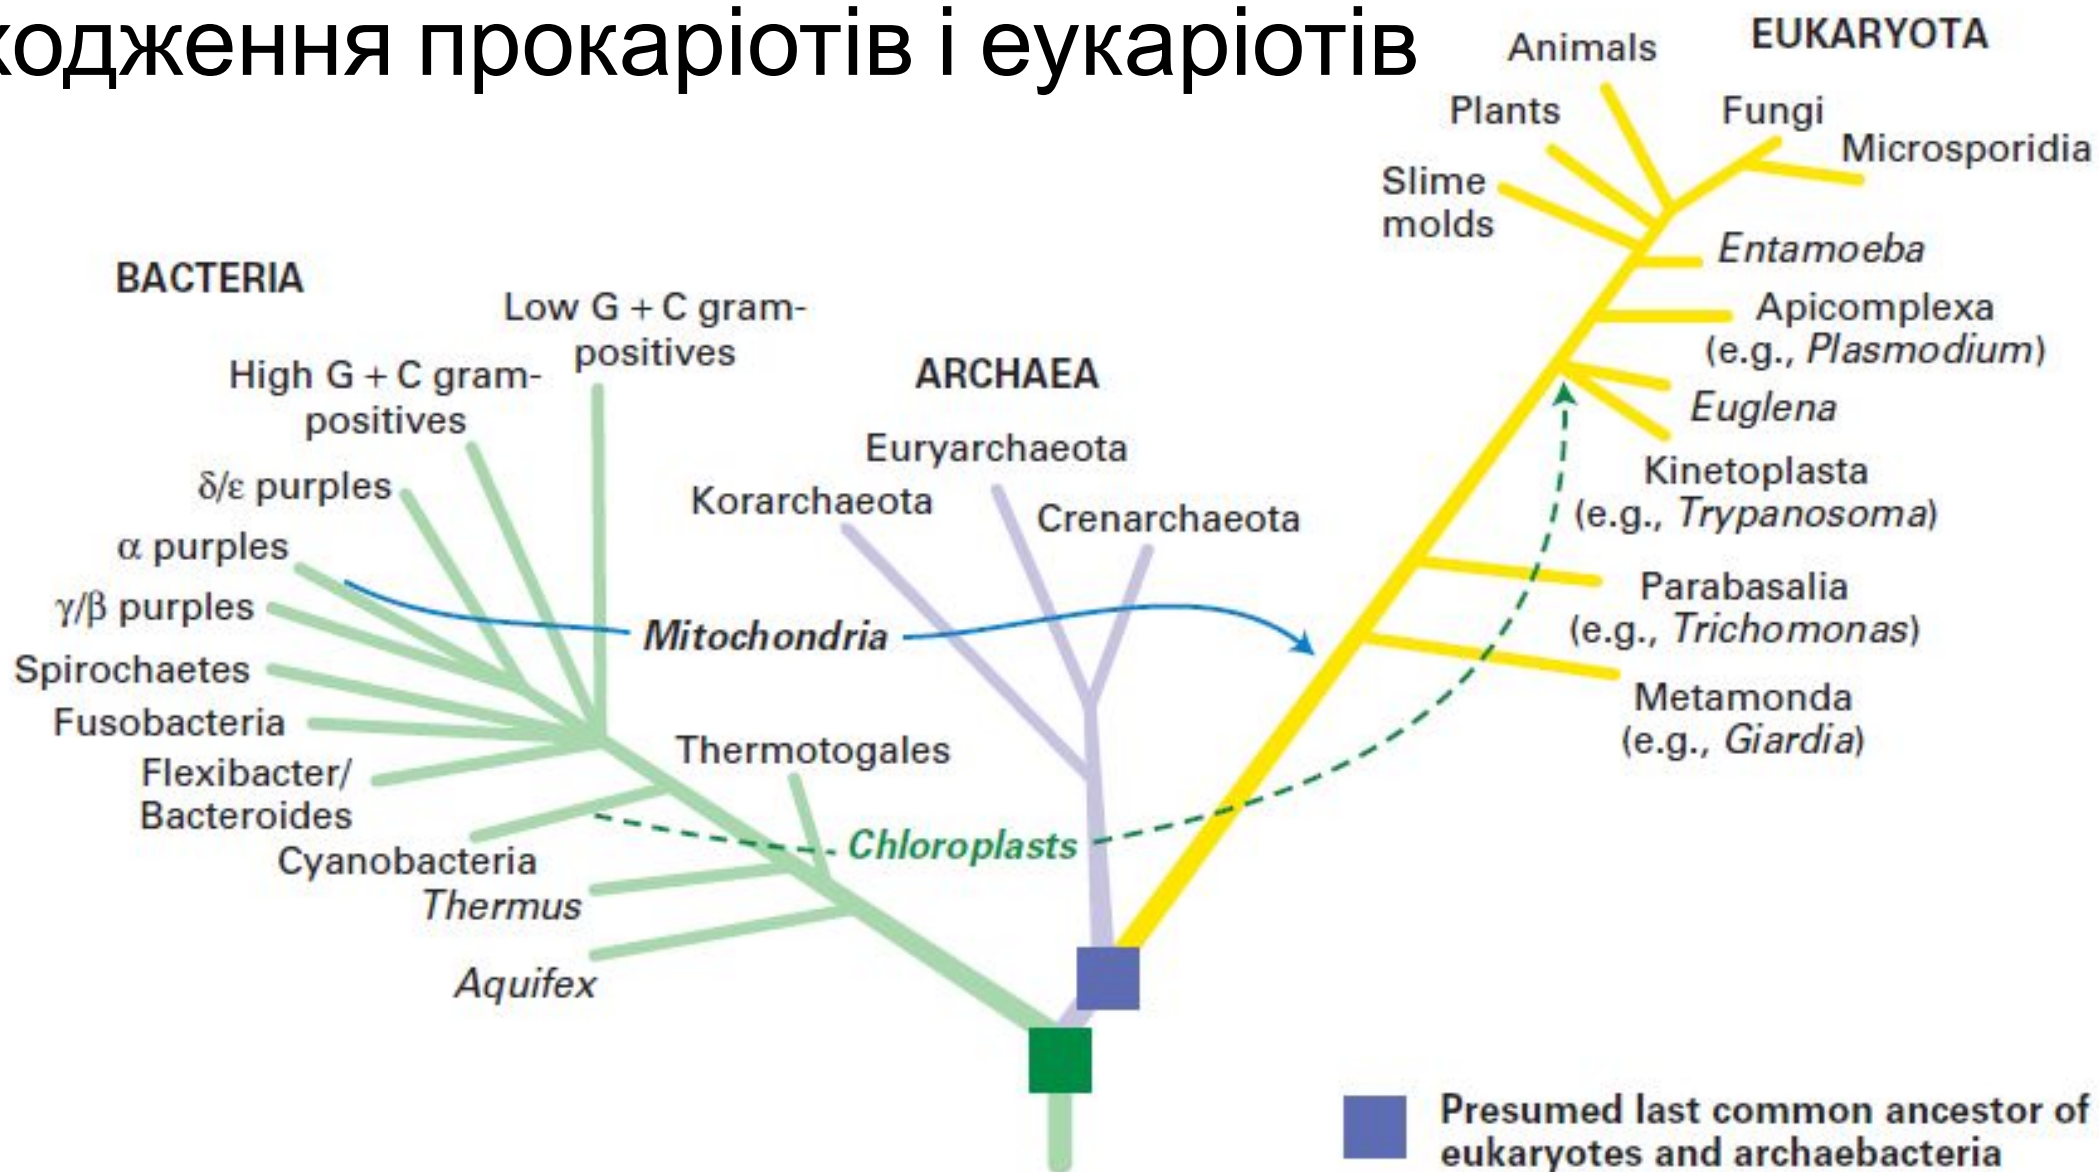 ходження прокаріотів і еукаріотів
EUKARYOTA
Animals
Plants
Fungi
Microsporidia
Slime
molds
Entamoeba
Apicomplexa
(e.g., Plasmodium)
Euglena
Kinetoplasta
(e.g., Trypanosoma)
Parabasalia
(e.g., Trichomonas)
Metamonda
(e.g., Giardia)
BACTERIA
Low G + C gram-
positives
High G + C gram-
positives
δ/ε purples
α purples
γ/β purples
Spirochaetes
Fusobacteria
Flexibacter/
Bacteroides
Cyanobacteria
Thermus
Aquifex
Thermotogales
ARCHAEA
Euryarchaeota
Korarchaeota
Crenarchaeota
Mitochondria
Chloroplasts
Presumed last common ancestor of
eukaryotes and archaebacteria